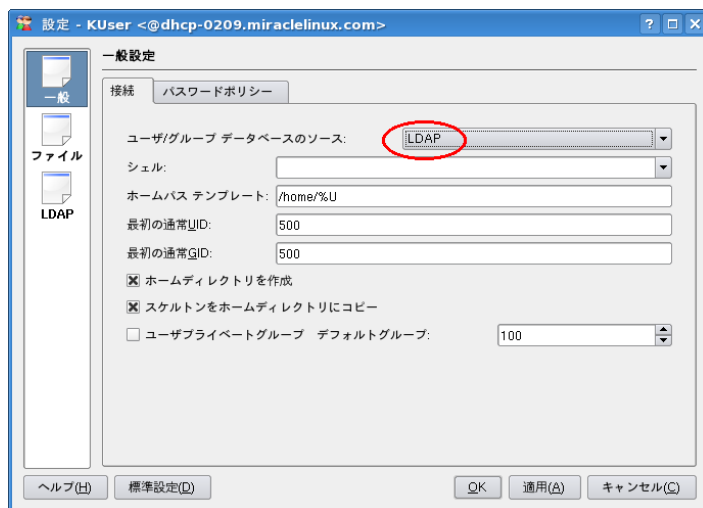 設定 - KUser <@dhcp-0209.miraclelinux.com>
一般
ファイル
LDAP
一般設定
接続 パスワードポリシー
ユーザ/グループ データベースのソース: LDAP
シェル:
ホームパス テンプレート: /home/%U
最初の通常UID: 500
最初の通常GID: 500
ホームディレクトリを作成
スケルトンをホームディレクトリにコピー
ユーザプライベートグループ デフォルトグループ: 100
ヘルプ(H) 標準設定(D) OK 適用(A) キャンセル(C)